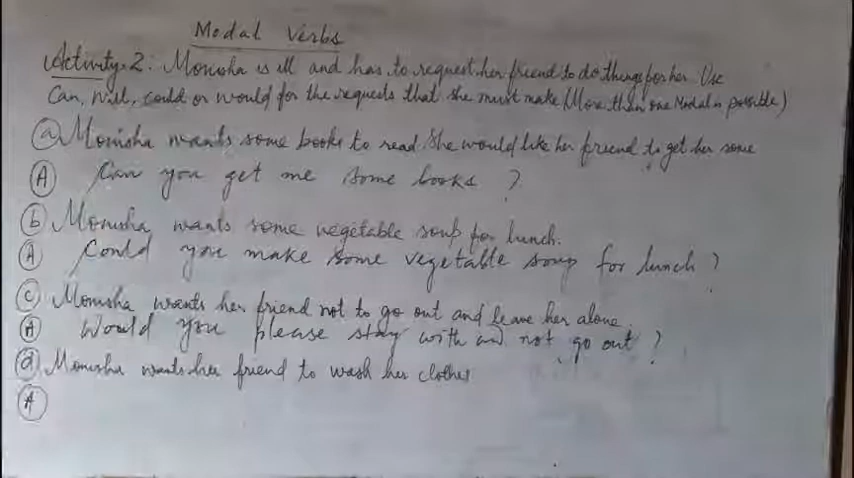 Modal Verbs
Activity-2: Monisha is ill and has to request her friend to do things for her. Use
Can, Will, Could or would for the requests that she must make (More than one Modal is possible)
(a) Monisha wants some books to read. She would like her friend to get her some
(A) Can you get me some books ?
(b) Monisha wants some vegetable soup for lunch.
(A) Could you make some vegetable soup for lunch ?
(c) Monisha wants her friend not to go out and leave her alone.
(A) Would you please stay with and not go out ?
(d) Monisha wants her friend to wash her clothes
(A)